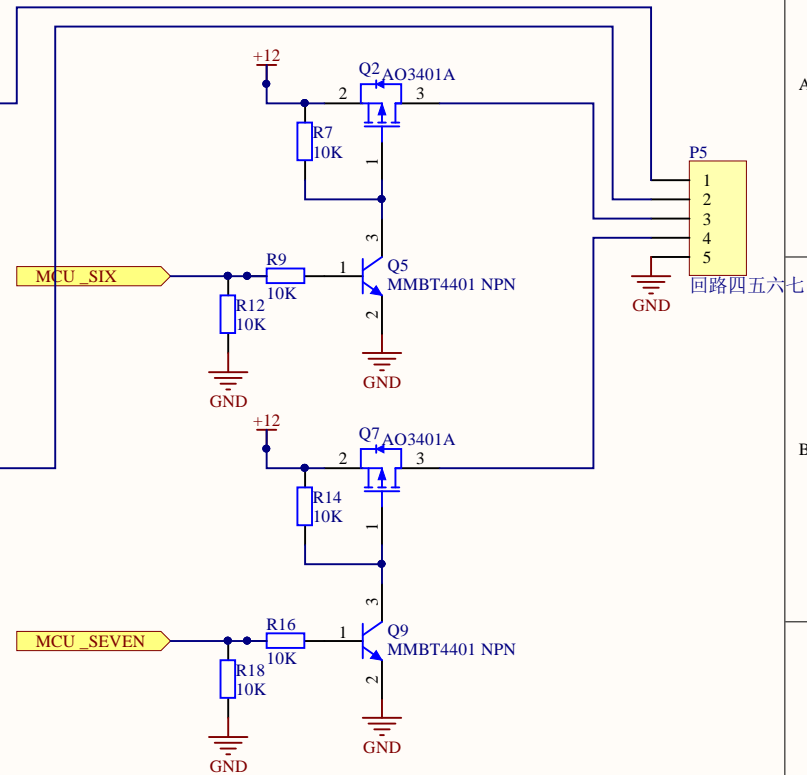 A
+12
Q2
AO3401A
2
3
R7
10K
1
P5
1
2
3
4
5
回路四五六七
GND
3
MCU _SIX
R9
10K
1
Q5
MMBT4401 NPN
R12
10K
2
GND
GND
+12
Q7
AO3401A
2
3
B
R14
10K
1
3
MCU _SEVEN
R16
10K
1
Q9
MMBT4401 NPN
R18
10K
2
GND
GND